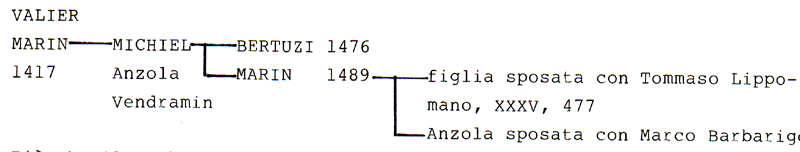 VALIER
MARIN MICHIEL BERTUZI 1476
1417 Anzola MARIN 1489 figlia sposata con Tommaso Lippo-
Vendramin mano, XXXV, 477
Anzola sposata con Marco Barbarigo